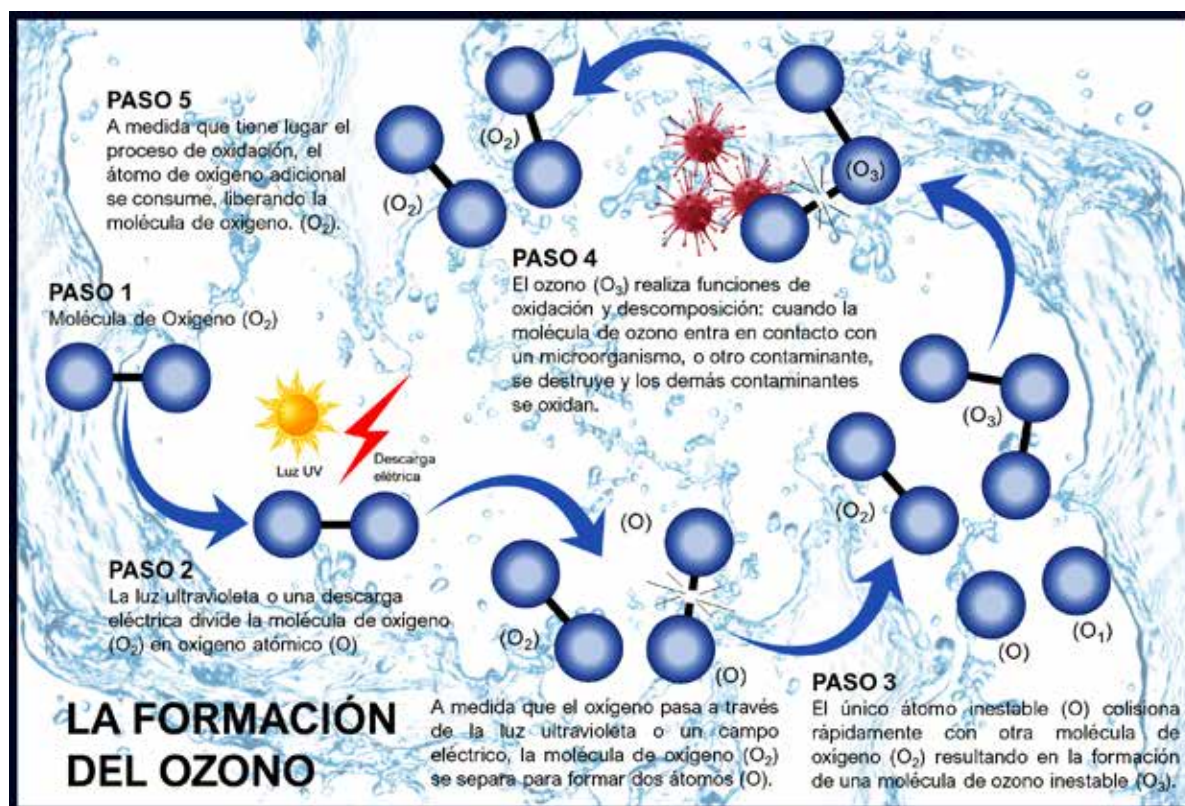 PASO 5
A medida que tiene lugar el
proceso de oxidación, el
átomo de oxígeno adicional
se consume, liberando la
molécula de oxígeno. (O₂).
(O₂)
(O₂)
(O₃)
PASO 4
El ozono (O₃) realiza funciones de
oxidación y descomposición: cuando la
molécula de ozono entra en contacto con
un microorganismo, o otro contaminante,
se destruye y los demás contaminantes
se oxidan.
PASO 1
Molécula de Oxígeno (O₂)
Luz UV
Descarga
elétrica
PASO 2
La luz ultravioleta o una descarga
eléctrica divide la molécula de oxígeno
(O₂) en oxígeno atómico (O)
(O)
(O₂)
(O)
(O₃)
(O₂)
(O)
(O₁)
LA FORMACIÓN
DEL OZONO
A medida que el oxígeno pasa a través
de la luz ultravioleta o un campo
eléctrico, la molécula de oxígeno (O₂)
se separa para formar dos átomos (O).
PASO 3
El único átomo inestable (O) colisiona
rápidamente con otra molécula de
oxígeno (O₂) resultando en la formación
de una molécula de ozono inestable (O₃).